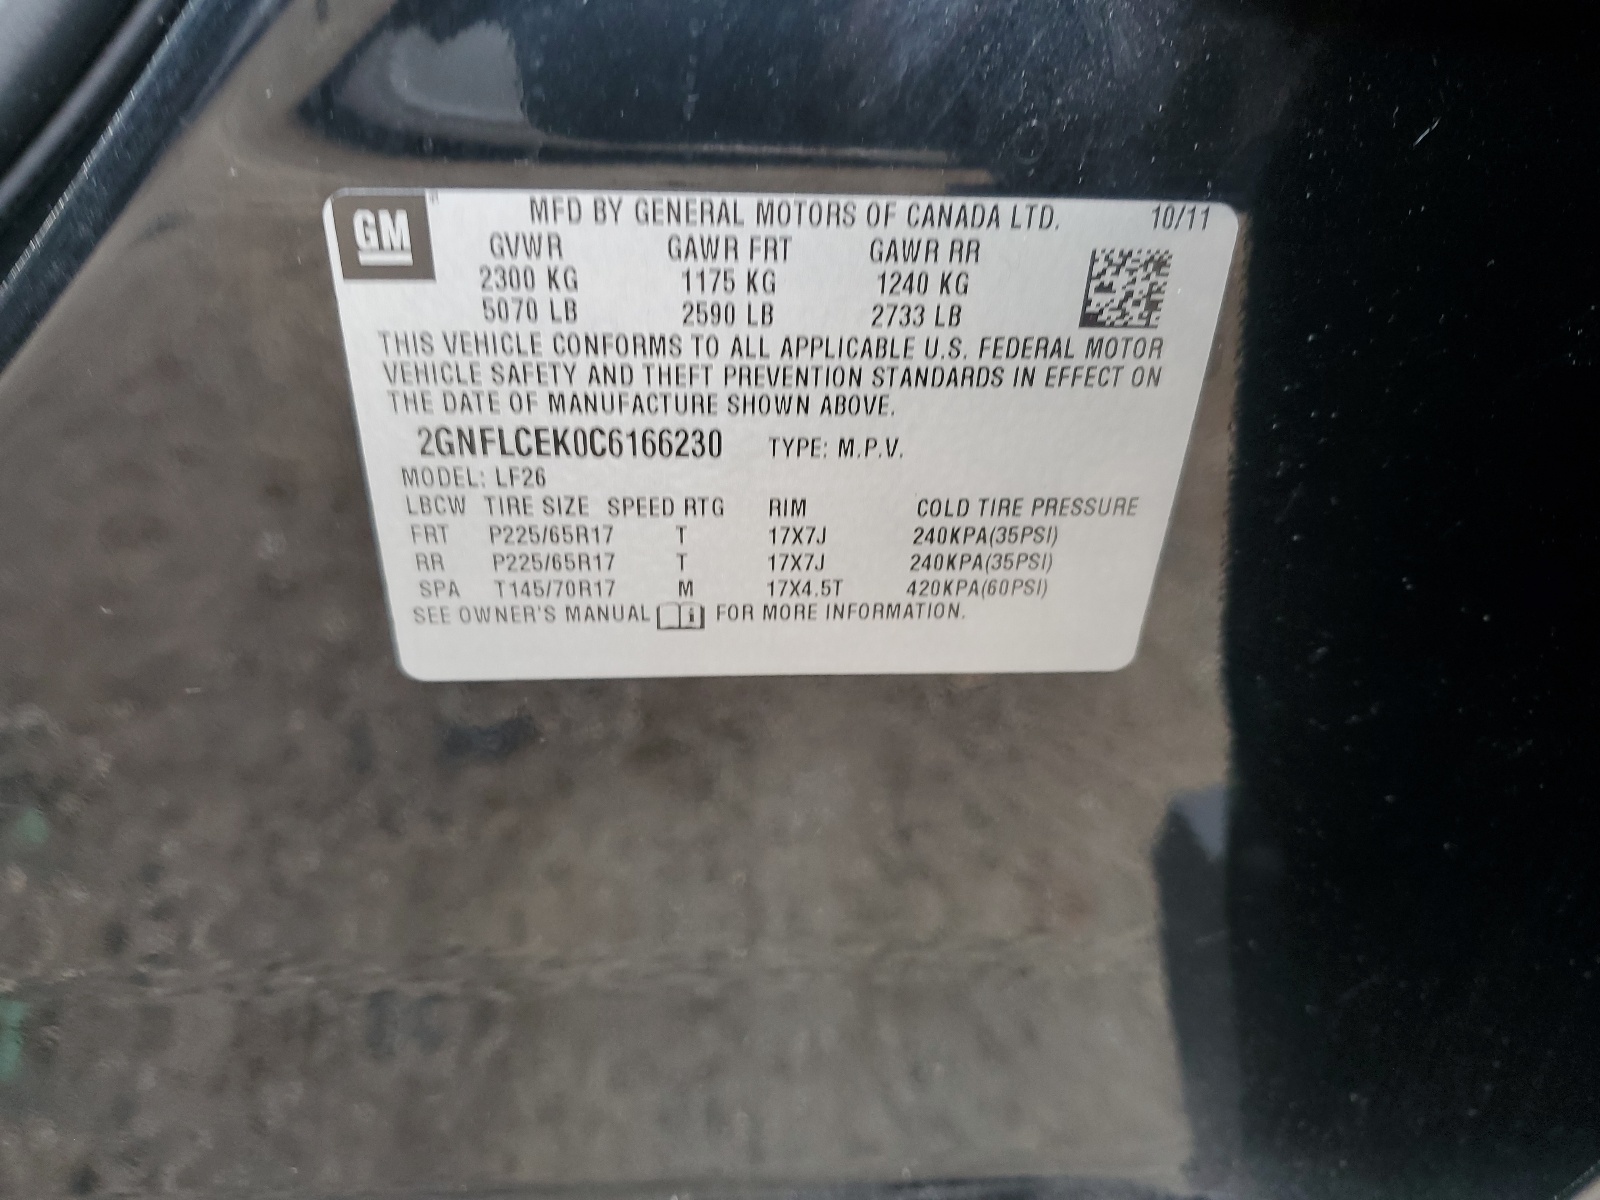 GM MFD BY GENERAL MOTORS OF CANADA LTD. 10/11
GVWR GAWR FRT GAWR RR
2300 KG 1175 KG 1240 KG
5070 LB 2590 LB 2733 LB
THIS VEHICLE CONFORMS TO ALL APPLICABLE U.S. FEDERAL MOTOR
VEHICLE SAFETY AND THEFT PREVENTION STANDARDS IN EFFECT ON
THE DATE OF MANUFACTURE SHOWN ABOVE.
2GNFLCEK0C6166230 TYPE: M.P.V.
MODEL: LF26
LBCW TIRE SIZE SPEED RTG RIM COLD TIRE PRESSURE
FRT P225/65R17 T 17X7J 240KPA(35PSI)
RR P225/65R17 T 17X7J 240KPA(35PSI)
SPA T145/70R17 M 17X4.5T 420KPA(60PSI)
SEE OWNER'S MANUAL i FOR MORE INFORMATION.